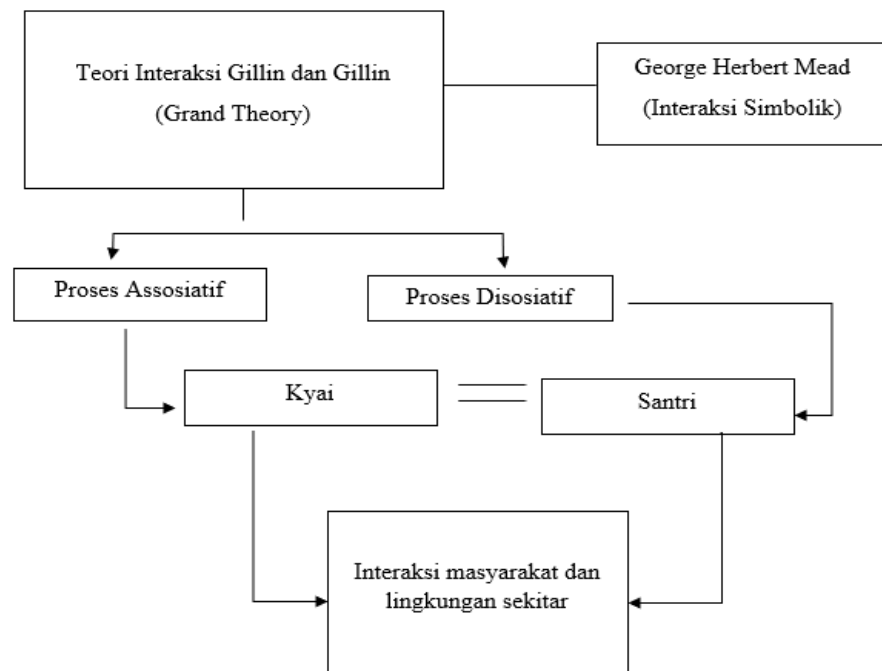 Teori Interaksi Gillin dan Gillin
(Grand Theory)
George Herbert Mead
(Interaksi Simbolik)
Proses Assosiatif
Proses Disosiatif
Kyai
Santri
Interaksi masyarakat dan
lingkungan sekitar